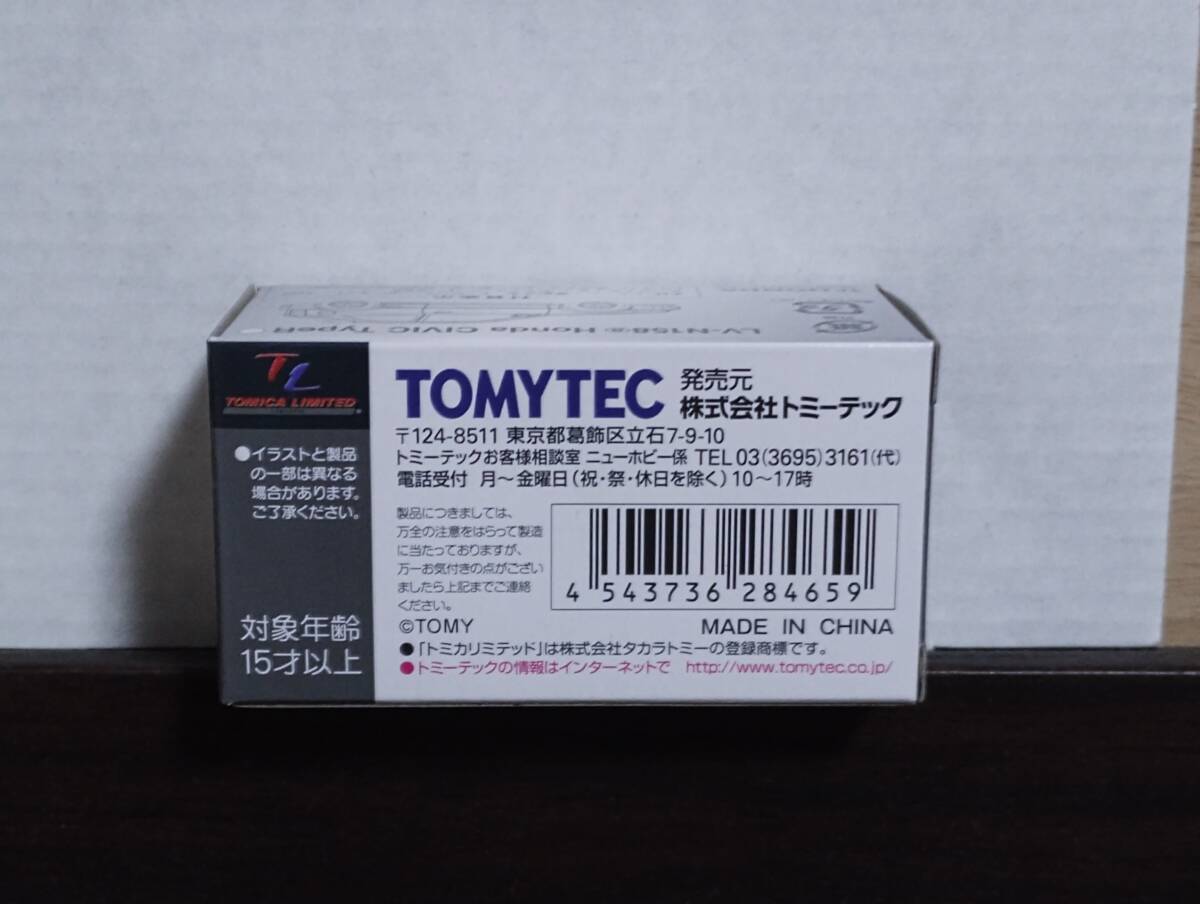 LV-N158a Honda CIVIC TypeR
TL
TOMICA LIMITED
●イラストと製品
の一部は異なる
場合があります。
ご了承ください。
対象年齢
15才以上
TOMYTEC
発売元
株式会社トミーテック
〒124-8511 東京都葛飾区立石7-9-10
トミーテックお客様相談室 ニューホビー係 TEL 03(3695)3161(代)
電話受付 月〜金曜日(祝・祭・休日を除く)10〜17時
製品につきましては、
万全の注意をはらって製造
に当たっておりますが、
万一お気付きの点がござい
ましたら上記までご連絡
ください。
4 543736 284659
©TOMY
MADE IN CHINA
●「トミカリミテッド」は株式会社タカラトミーの登録商標です。
●トミーテックの情報はインターネットで http://www.tomytec.co.jp/